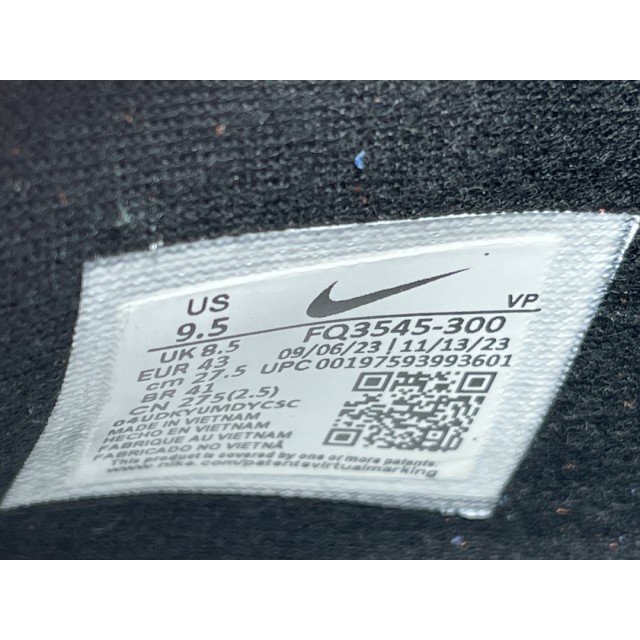 US
9.5
VP
UK 8.5
FQ3545-300
EUR 43
09/06/23 | 11/13/23
cm 27.5
UPC 00197593993601
BR 41
CN 275(2.5)
04UDKYUMDYCSC
MADE IN VIETNAM
HECHO EN VIETNAM
FABRIQUE AU VIETNAM
FABRICADO NO VIETNÃ
This product is covered by one or more patents:
www.nike.com/patentsvirtualmarking